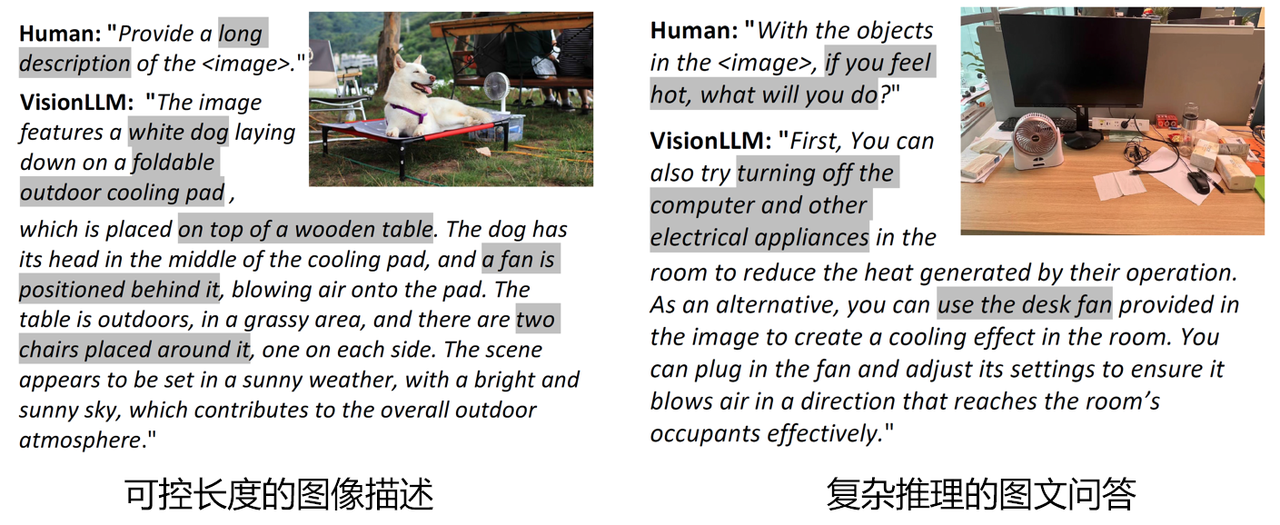 Human: "Provide a long
description of the <image>."
VisionLLM: "The image
features a white dog laying
down on a foldable
outdoor cooling pad ,
which is placed on top of a wooden table. The dog has
its head in the middle of the cooling pad, and a fan is
positioned behind it, blowing air onto the pad. The
table is outdoors, in a grassy area, and there are two
chairs placed around it, one on each side. The scene
appears to be set in a sunny weather, with a bright and
sunny sky, which contributes to the overall outdoor
atmosphere."
可控长度的图像描述
Human: "With the objects
in the <image>, if you feel
hot, what will you do?"
VisionLLM: "First, You can
also try turning off the
computer and other
electrical appliances in the
room to reduce the heat generated by their operation.
As an alternative, you can use the desk fan provided in
the image to create a cooling effect in the room. You
can plug in the fan and adjust its settings to ensure it
blows air in a direction that reaches the room’s
occupants effectively."
复杂推理的图文问答